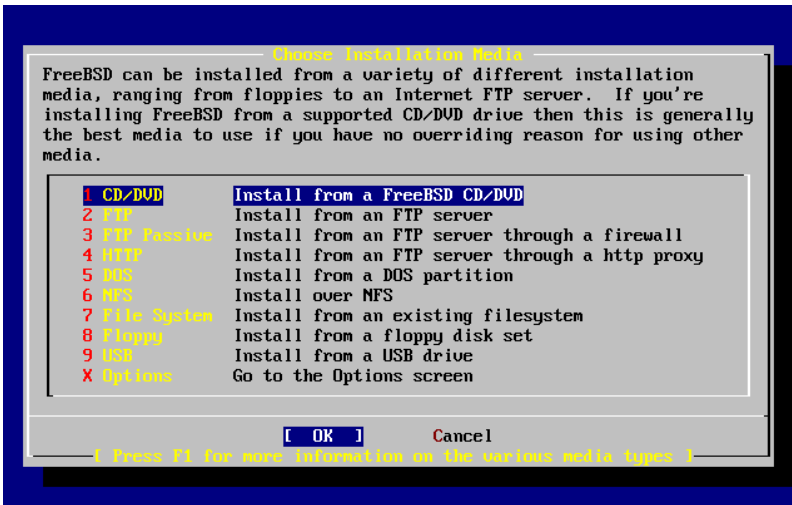 Choose Installation Media
FreeBSD can be installed from a variety of different installation
media, ranging from floppies to an Internet FTP server.  If you're
installing FreeBSD from a supported CD/DVD drive then this is generally
the best media to use if you have no overriding reason for using other
media.
1 CD/DVD Install from a FreeBSD CD/DVD
2 FTP Install from an FTP server
3 FTP Passive Install from an FTP server through a firewall
4 HTTP Install from an FTP server through a http proxy
5 DOS Install from a DOS partition
6 NFS Install over NFS
7 File System Install from an existing filesystem
8 Floppy Install from a floppy disk set
9 USB Install from a USB drive
X Options Go to the Options screen
[ OK ] Cancel
[ Press F1 for more information on the various media types ]